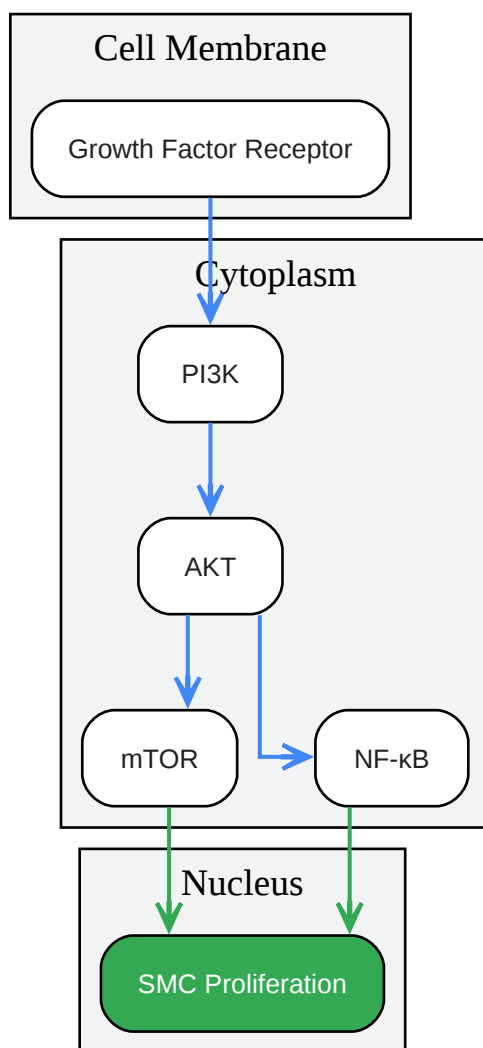 Cell Membrane
Growth Factor Receptor
Cytoplasm
PI3K
AKT
mTOR
NF-κB
Nucleus
SMC Proliferation